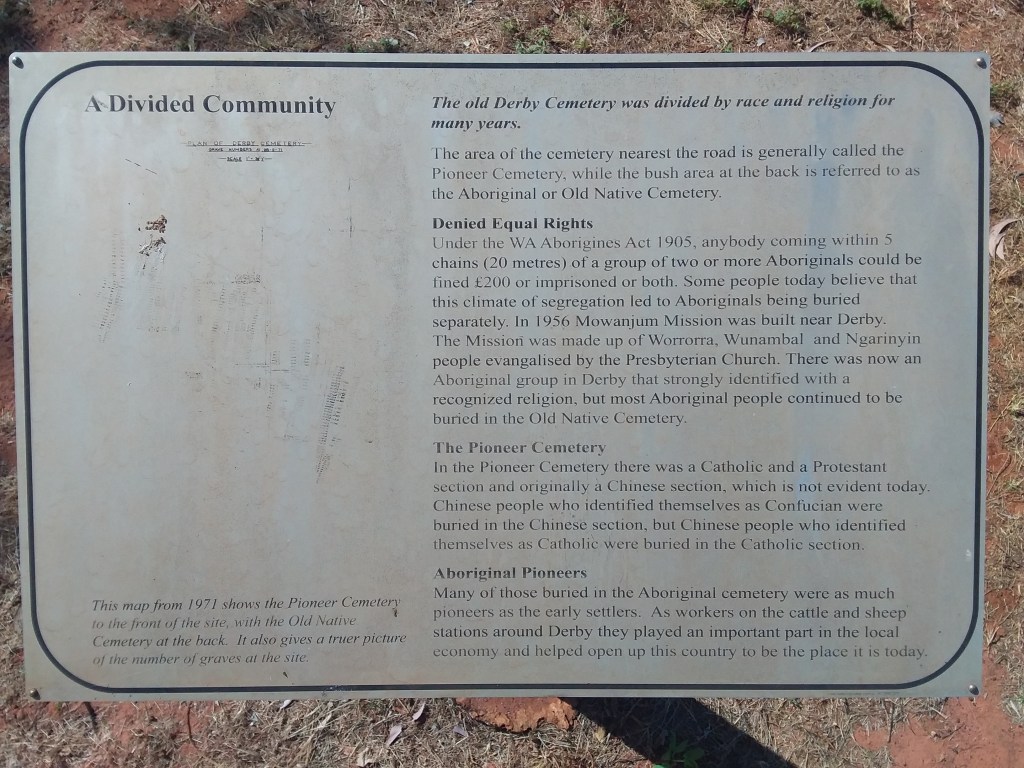 A Divided Community
PLAN OF DERBY CEMETERY
The old Derby Cemetery was divided by race and religion for
many years.
The area of the cemetery nearest the road is generally called the
Pioneer Cemetery, while the bush area at the back is referred to as
the Aboriginal or Old Native Cemetery.
Denied Equal Rights
Under the WA Aborigines Act 1905, anybody coming within 5
chains (20 metres) of a group of two or more Aboriginals could be
fined £200 or imprisoned or both. Some people today believe that
this climate of segregation led to Aboriginals being buried
separately. In 1956 Mowanjum Mission was built near Derby.
The Mission was made up of Worrorra, Wunambal and Ngarinyin
people evangalised by the Presbyterian Church. There was now an
Aboriginal group in Derby that strongly identified with a
recognized religion, but most Aboriginal people continued to be
buried in the Old Native Cemetery.
The Pioneer Cemetery
In the Pioneer Cemetery there was a Catholic and a Protestant
section and originally a Chinese section, which is not evident today.
Chinese people who identified themselves as Confucian were
buried in the Chinese section, but Chinese people who identified
themselves as Catholic were buried in the Catholic section.
Aboriginal Pioneers
Many of those buried in the Aboriginal cemetery were as much
pioneers as the early settlers. As workers on the cattle and sheep
stations around Derby they played an important part in the local
economy and helped open up this country to be the place it is today.
This map from 1971 shows the Pioneer Cemetery
to the front of the site, with the Old Native
Cemetery at the back. It also gives a truer picture
of the number of graves at the site.